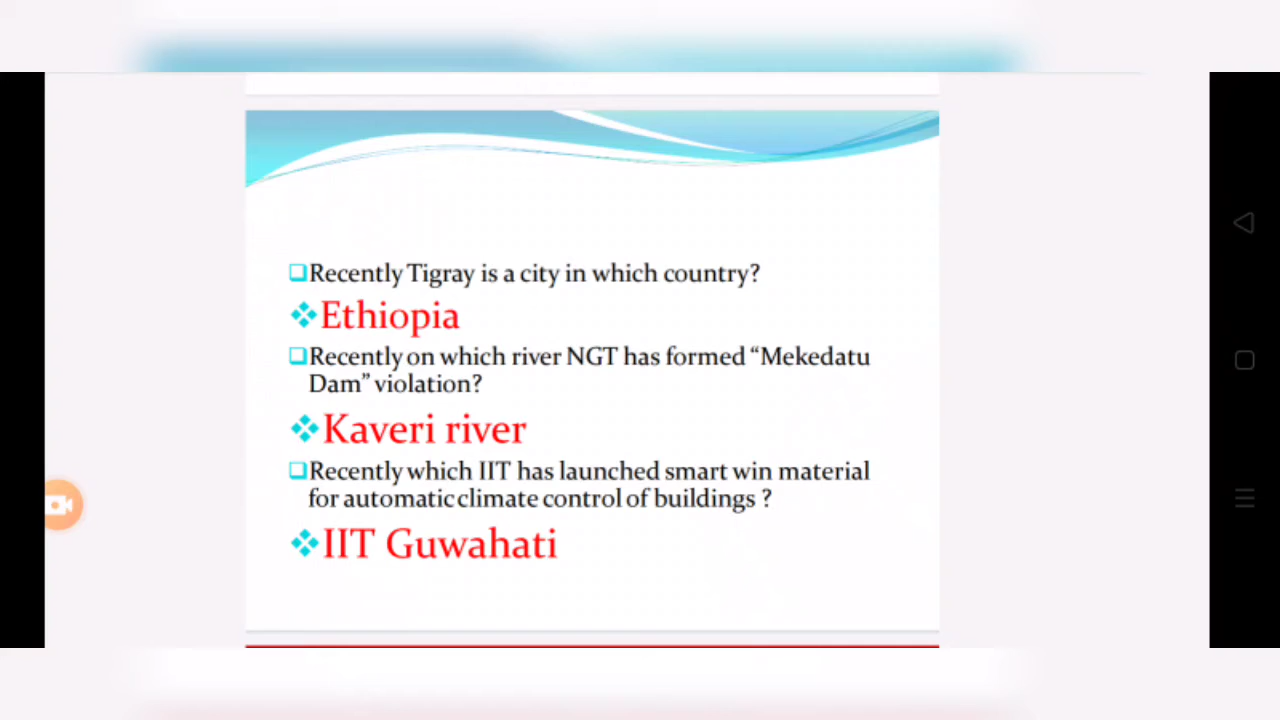 Recently Tigray is a city in which country?
Ethiopia
Recently on which river NGT has formed “Mekedatu
Dam” violation?
Kaveri river
Recently which IIT has launched smart win material
for automatic climate control of buildings ?
IIT Guwahati